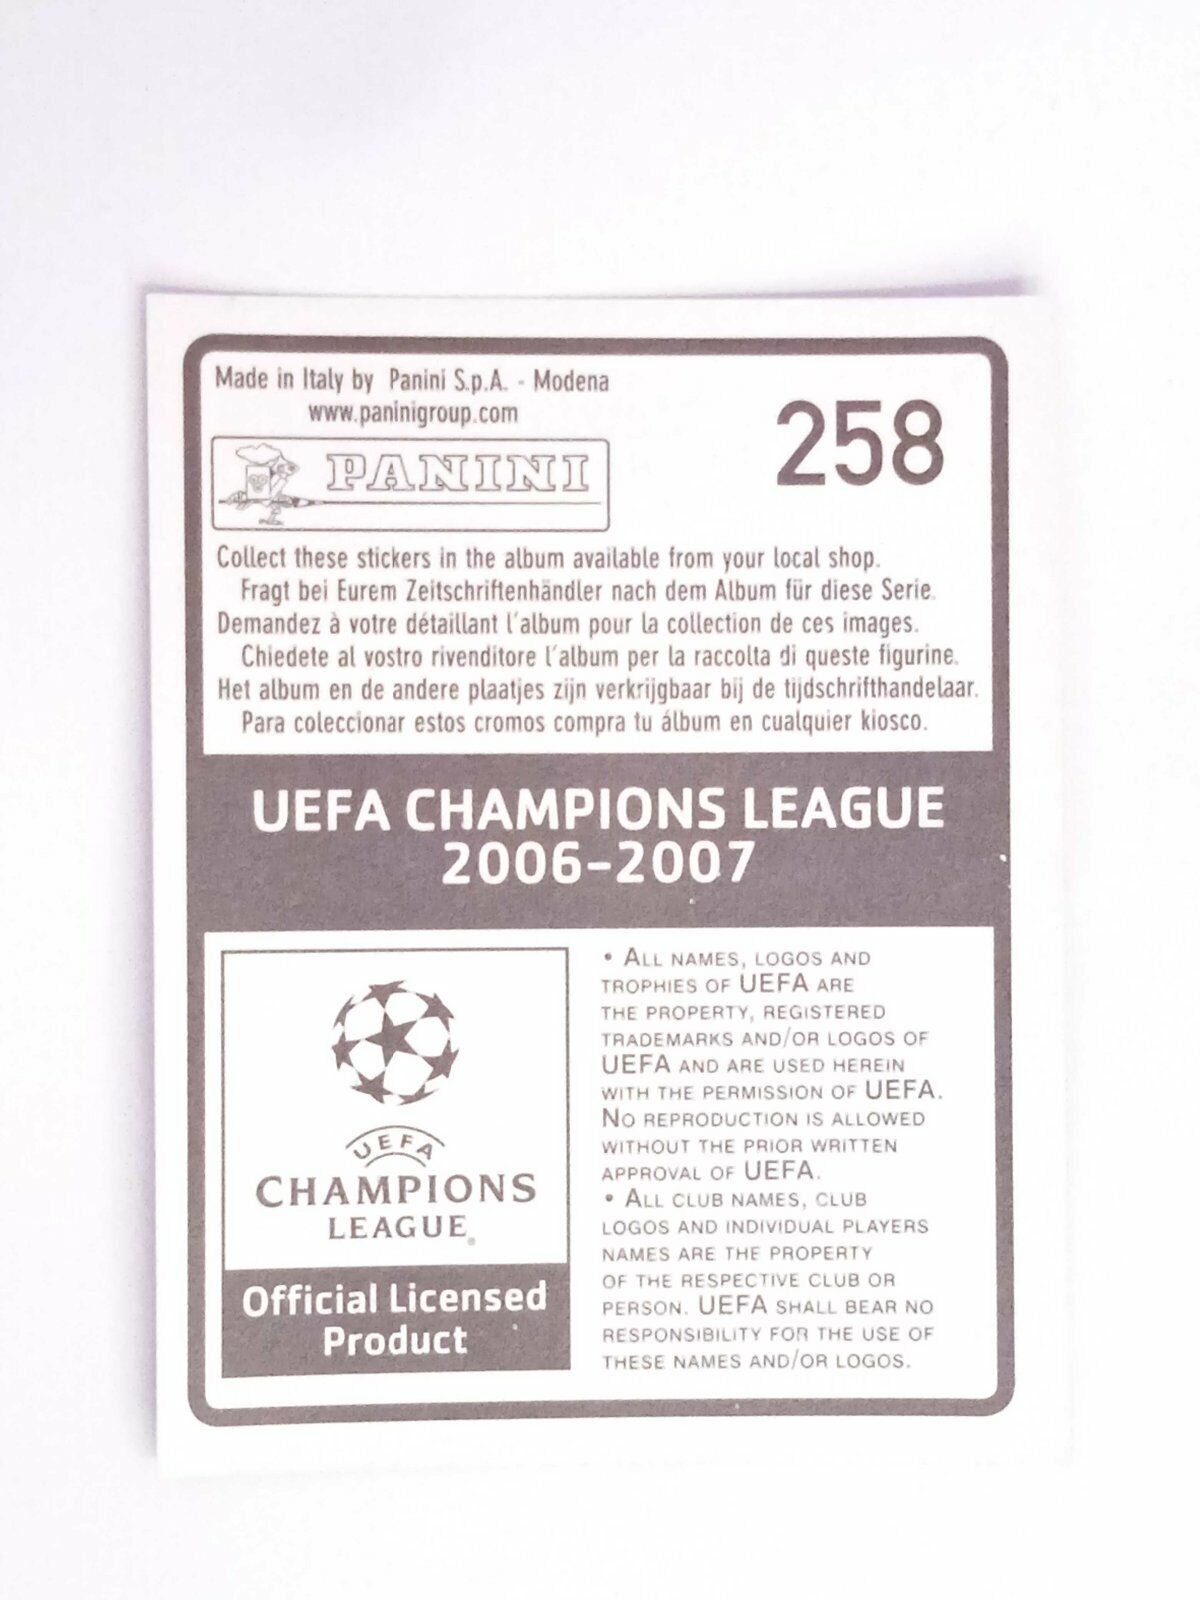 Made in Italy by Panini S.p.A. - Modena
www.paninigroup.com
258
PANINI
Collect these stickers in the album available from your local shop.
Fragt bei Eurem Zeitschriftenhändler nach dem Album für diese Serie.
Demandez à votre détaillant l'album pour la collection de ces images.
Chiedete al vostro rivenditore l'album per la raccolta di queste figurine.
Het album en de andere plaatjes zijn verkrijgbaar bij de tijdschrifthandelaar.
Para coleccionar estos cromos compra tu álbum en cualquier kiosco.
UEFA CHAMPIONS LEAGUE
2006-2007
UEFA
CHAMPIONS
LEAGUE®
Official Licensed
Product
• ALL NAMES, LOGOS AND
TROPHIES OF UEFA ARE
THE PROPERTY, REGISTERED
TRADEMARKS AND/OR LOGOS OF
UEFA AND ARE USED HEREIN
WITH THE PERMISSION OF UEFA.
NO REPRODUCTION IS ALLOWED
WITHOUT THE PRIOR WRITTEN
APPROVAL OF UEFA.
• ALL CLUB NAMES, CLUB
LOGOS AND INDIVIDUAL PLAYERS
NAMES ARE THE PROPERTY
OF THE RESPECTIVE CLUB OR
PERSON. UEFA SHALL BEAR NO
RESPONSIBILITY FOR THE USE OF
THESE NAMES AND/OR LOGOS.